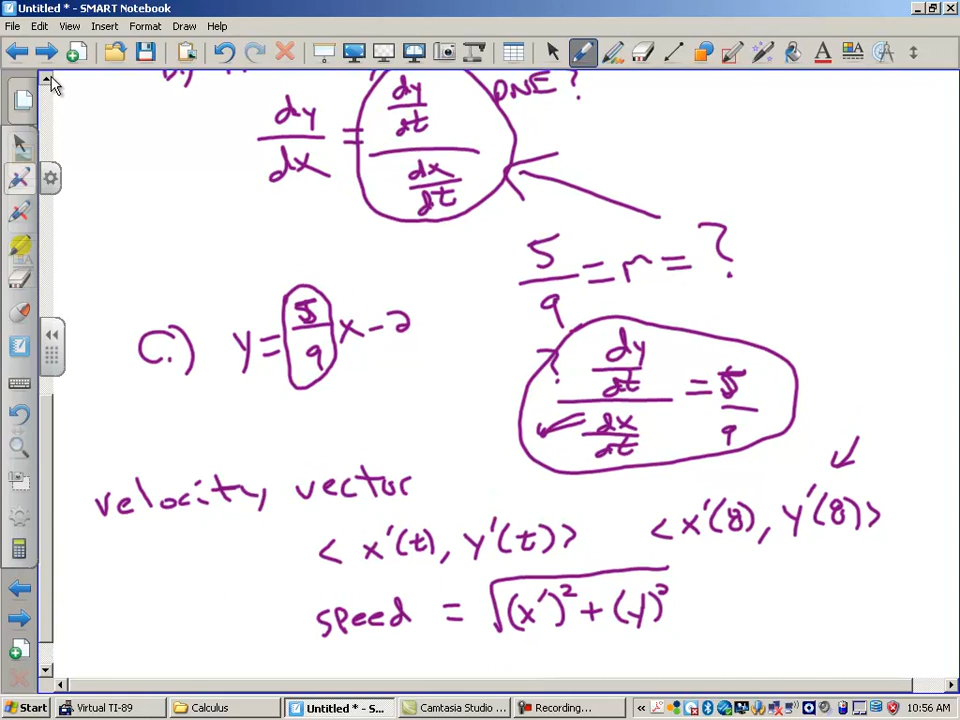 Untitled * - SMART Notebook
File Edit View Insert Format Draw Help
DNE ?
dy/dx = (dy/dt)/(dx/dt)
5/9 = m = ?
C.) y = 5/9 x - 2
? (dy/dt)/(dx/dt) = 5/9
velocity vector
< x'(t), y'(t) > < x'(8), y'(8) >
speed = √(x')² + (y)²
Start Virtual TI-89 Calculus Untitled * - S... Camtasia Studio ... Recording... « 10:56 AM